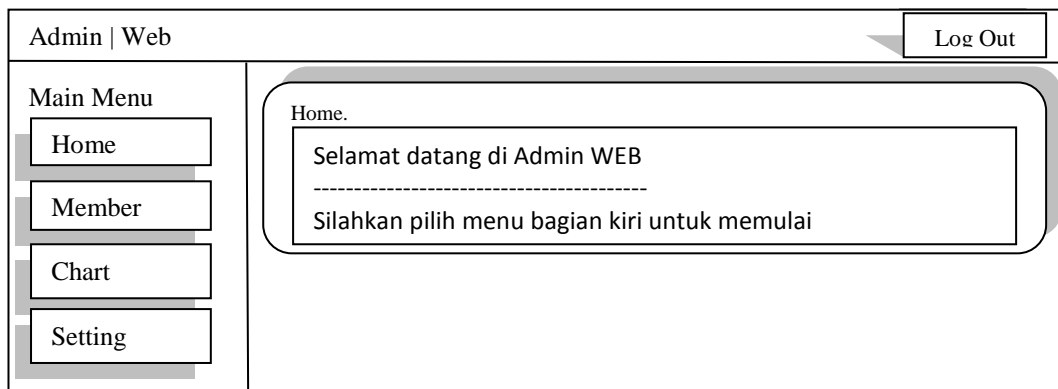 Admin | Web
Log Out
Main Menu
Home
Member
Chart
Setting
Home.
Selamat datang di Admin WEB
-----------------------------------------
Silahkan pilih menu bagian kiri untuk memulai